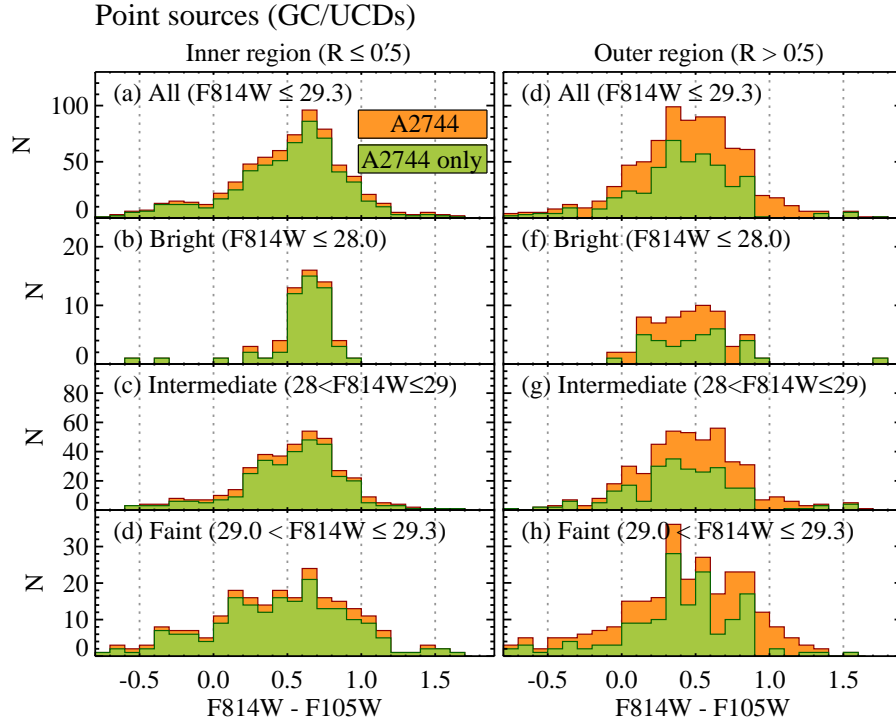 Point sources (GC/UCDs)
Inner region (R ≤ 0.′5)
Outer region (R > 0.′5)
(a) All (F814W ≤ 29.3)
A2744
A2744 only
100
50
0
N
(d) All (F814W ≤ 29.3)
(b) Bright (F814W ≤ 28.0)
20
10
0
N
(f) Bright (F814W ≤ 28.0)
(c) Intermediate (28<F814W≤29)
80
60
40
20
0
N
(g) Intermediate (28<F814W≤29)
(d) Faint (29.0 < F814W ≤ 29.3)
30
20
10
0
N
(h) Faint (29.0 < F814W ≤ 29.3)
-0.5 0.0 0.5 1.0 1.5
-0.5 0.0 0.5 1.0 1.5
F814W - F105W
F814W - F105W